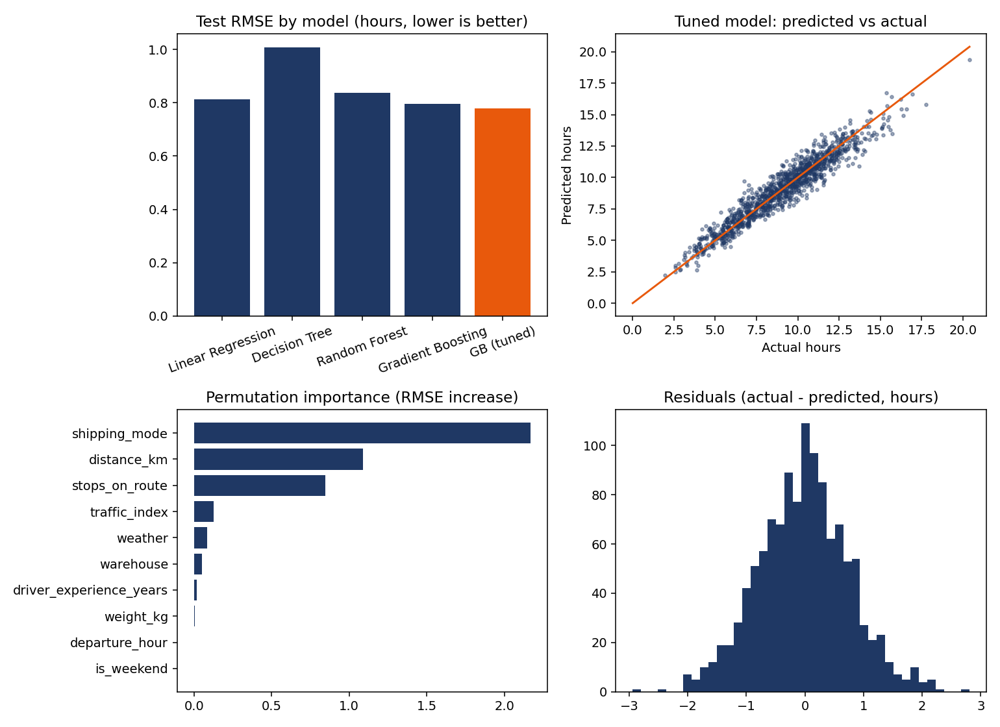 Test RMSE by model (hours, lower is better)
1.0
0.8
0.6
0.4
0.2
0.0
Linear Regression
Decision Tree
Random Forest
Gradient Boosting
GB (tuned)
Tuned model: predicted vs actual
Predicted hours
20.0
17.5
15.0
12.5
10.0
7.5
5.0
2.5
0.0
0.0 2.5 5.0 7.5 10.0 12.5 15.0 17.5 20.0
Actual hours
Permutation importance (RMSE increase)
shipping_mode
distance_km
stops_on_route
traffic_index
weather
warehouse
driver_experience_years
weight_kg
departure_hour
is_weekend
0.0 0.5 1.0 1.5 2.0
Residuals (actual - predicted, hours)
100
80
60
40
20
0
−3 −2 −1 0 1 2 3